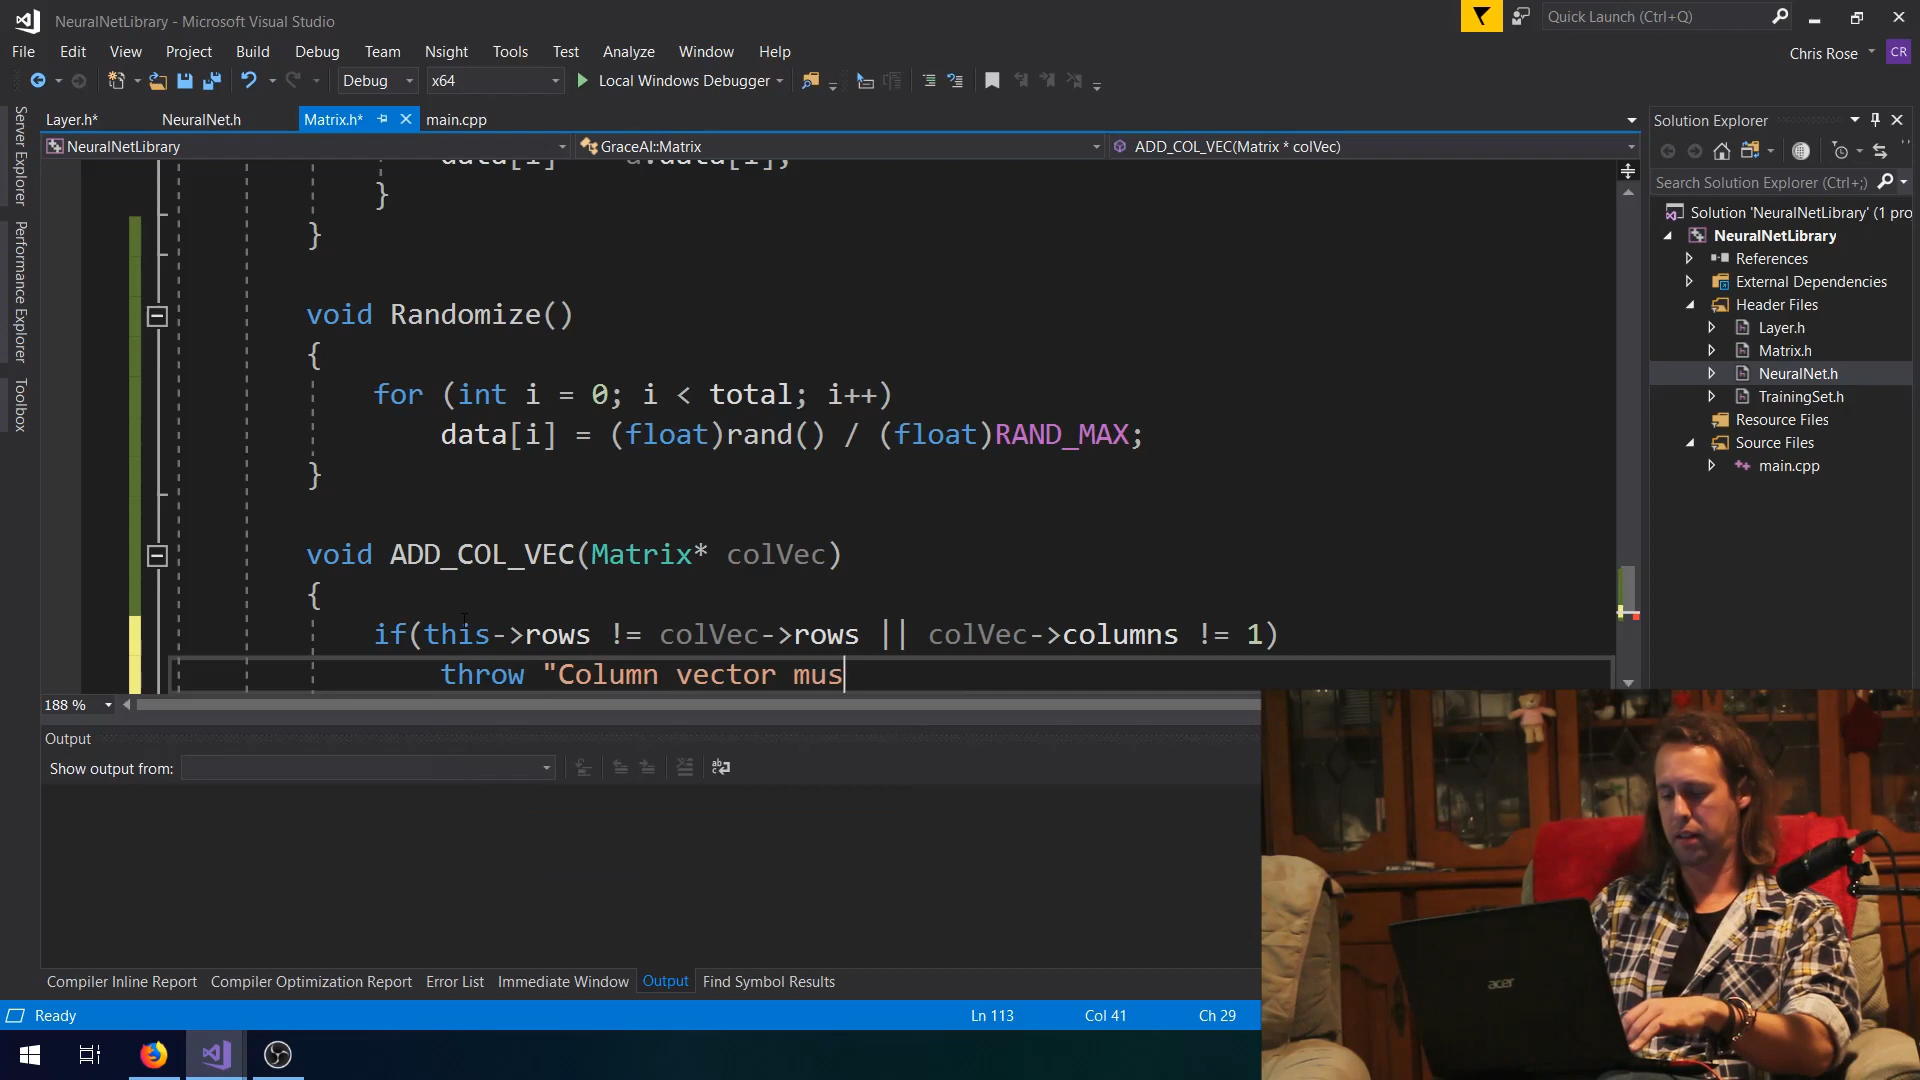 NeuralNetLibrary - Microsoft Visual Studio
Quick Launch (Ctrl+Q)
File Edit View Project Build Debug Team Nsight Tools Test Analyze Window Help
Chris Rose CR
Debug x64 Local Windows Debugger
Server Explorer
Performance Explorer
Toolbox
Layer.h* NeuralNet.h Matrix.h* main.cpp
NeuralNetLibrary GraceAI::Matrix ADD_COL_VEC(Matrix * colVec)
}
}
void Randomize()
{
for (int i = 0; i < total; i++)
data[i] = (float)rand() / (float)RAND_MAX;
}
void ADD_COL_VEC(Matrix* colVec)
{
if(this->rows != colVec->rows || colVec->columns != 1)
throw "Column vector mus
188 %
Output
Show output from:
Compiler Inline Report Compiler Optimization Report Error List Immediate Window Output Find Symbol Results
Ready Ln 113 Col 41 Ch 29
Solution Explorer
Search Solution Explorer (Ctrl+;)
Solution 'NeuralNetLibrary' (1 pro
NeuralNetLibrary
References
External Dependencies
Header Files
Layer.h
Matrix.h
NeuralNet.h
TrainingSet.h
Resource Files
Source Files
main.cpp
acer